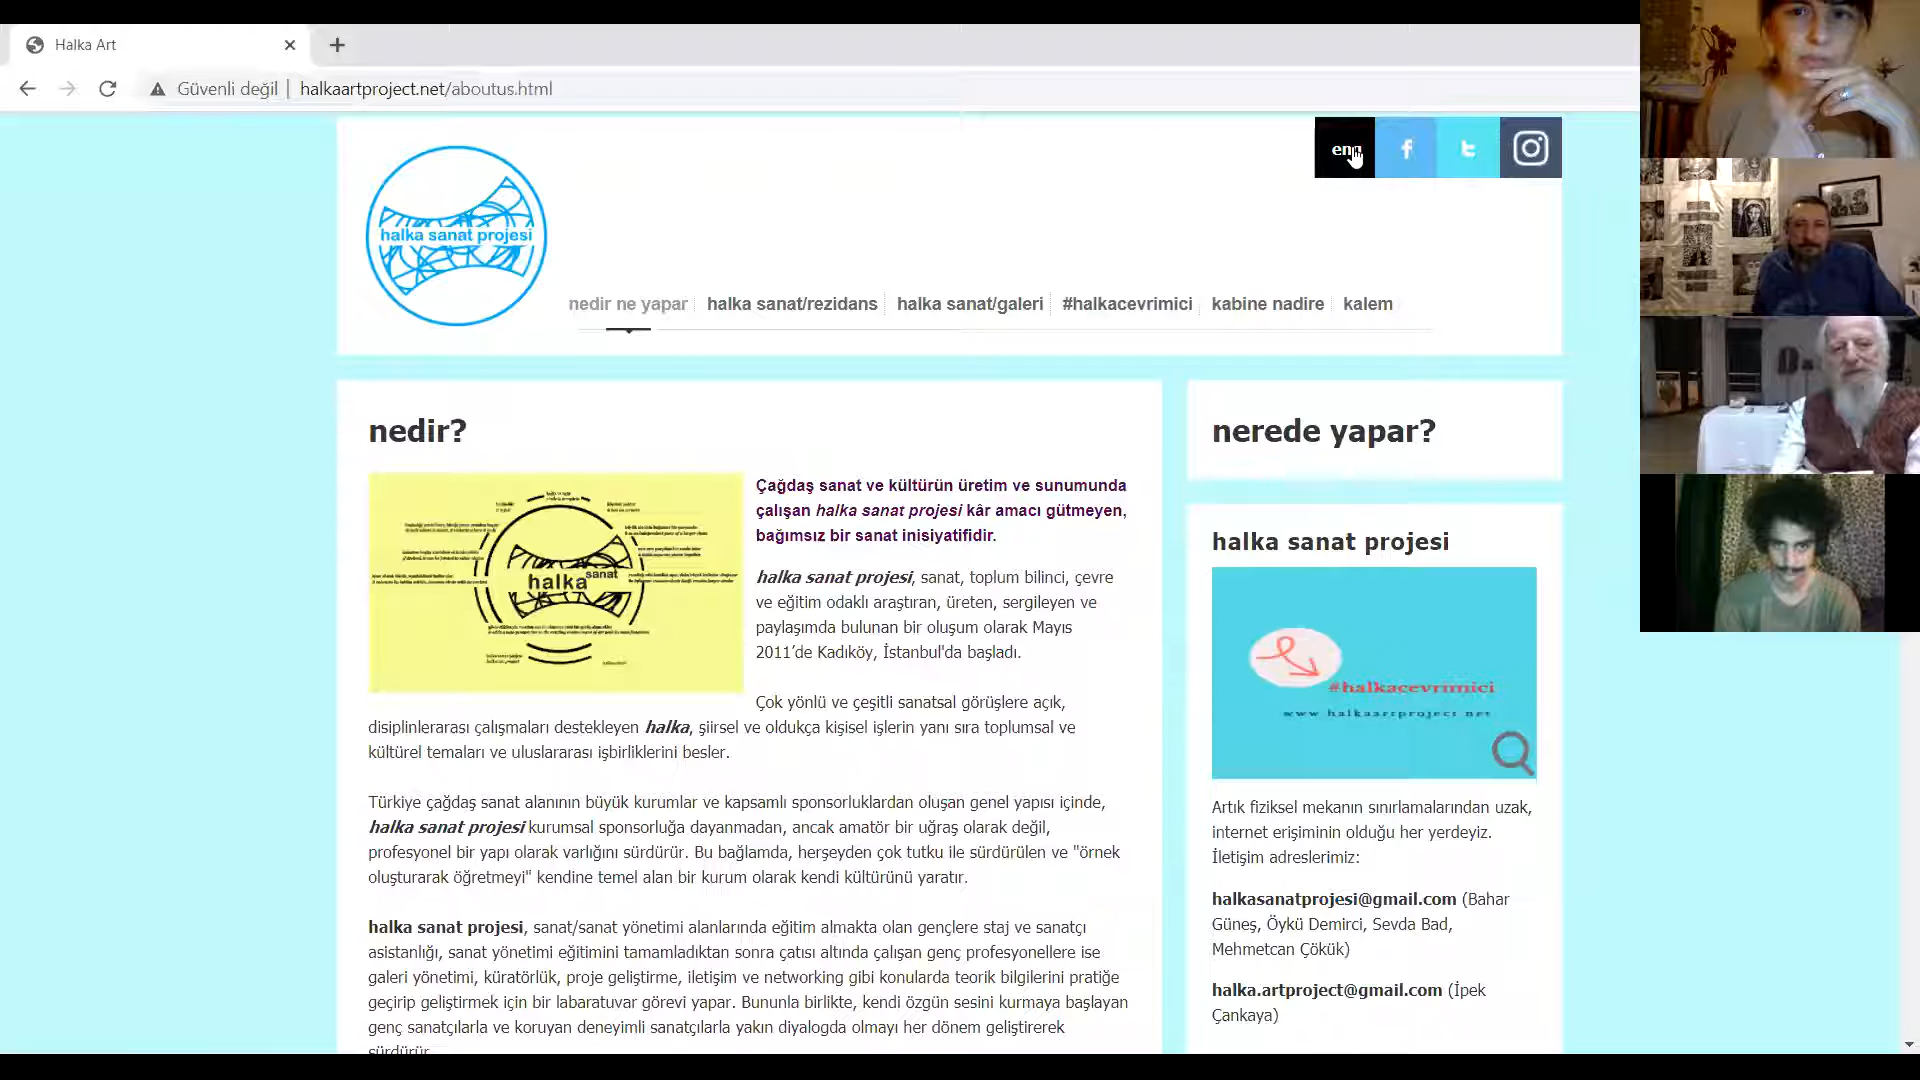 Halka Art
Güvenli değil | halkaartproject.net/aboutus.html
eng
halka sanat projesi
nedir ne yapar
halka sanat/rezidans
halka sanat/galeri
#halkacevrimici
kabine nadire
kalem
nedir?
halka sanat
Çağdaş sanat ve kültürün üretim ve sunumunda
çalışan halka sanat projesi kâr amacı gütmeyen,
bağımsız bir sanat inisiyatifidir.
halka sanat projesi, sanat, toplum bilinci, çevre
ve eğitim odaklı araştıran, üreten, sergileyen ve
paylaşımda bulunan bir oluşum olarak Mayıs
2011’de Kadıköy, İstanbul'da başladı.
Çok yönlü ve çeşitli sanatsal görüşlere açık,
disiplinlerarası çalışmaları destekleyen halka, şiirsel ve oldukça kişisel işlerin yanı sıra toplumsal ve
kültürel temaları ve uluslararası işbirliklerini besler.
Türkiye çağdaş sanat alanının büyük kurumlar ve kapsamlı sponsorluklardan oluşan genel yapısı içinde,
halka sanat projesi kurumsal sponsorluğa dayanmadan, ancak amatör bir uğraş olarak değil,
profesyonel bir yapı olarak varlığını sürdürür. Bu bağlamda, herşeyden çok tutku ile sürdürülen ve "örnek
oluşturarak öğretmeyi" kendine temel alan bir kurum olarak kendi kültürünü yaratır.
halka sanat projesi, sanat/sanat yönetimi alanlarında eğitim almakta olan gençlere staj ve sanatçı
asistanlığı, sanat yönetimi eğitimini tamamladıktan sonra çatısı altında çalışan genç profesyonellere ise
galeri yönetimi, küratörlük, proje geliştirme, iletişim ve networking gibi konularda teorik bilgilerini pratiğe
geçirip geliştirmek için bir labaratuvar görevi yapar. Bununla birlikte, kendi özgün sesini kurmaya başlayan
genç sanatçılarla ve koruyan deneyimli sanatçılarla yakın diyalogda olmayı her dönem geliştirerek
sürdürür.
nerede yapar?
halka sanat projesi
#halkacevrimici
www.halkaartproject.net
Artık fiziksel mekanın sınırlamalarından uzak,
internet erişiminin olduğu her yerdeyiz.
İletişim adreslerimiz:
halkasanatprojesi@gmail.com (Bahar
Güneş, Öykü Demirci, Sevda Bad,
Mehmetcan Çökük)
halka.artproject@gmail.com (İpek
Çankaya)